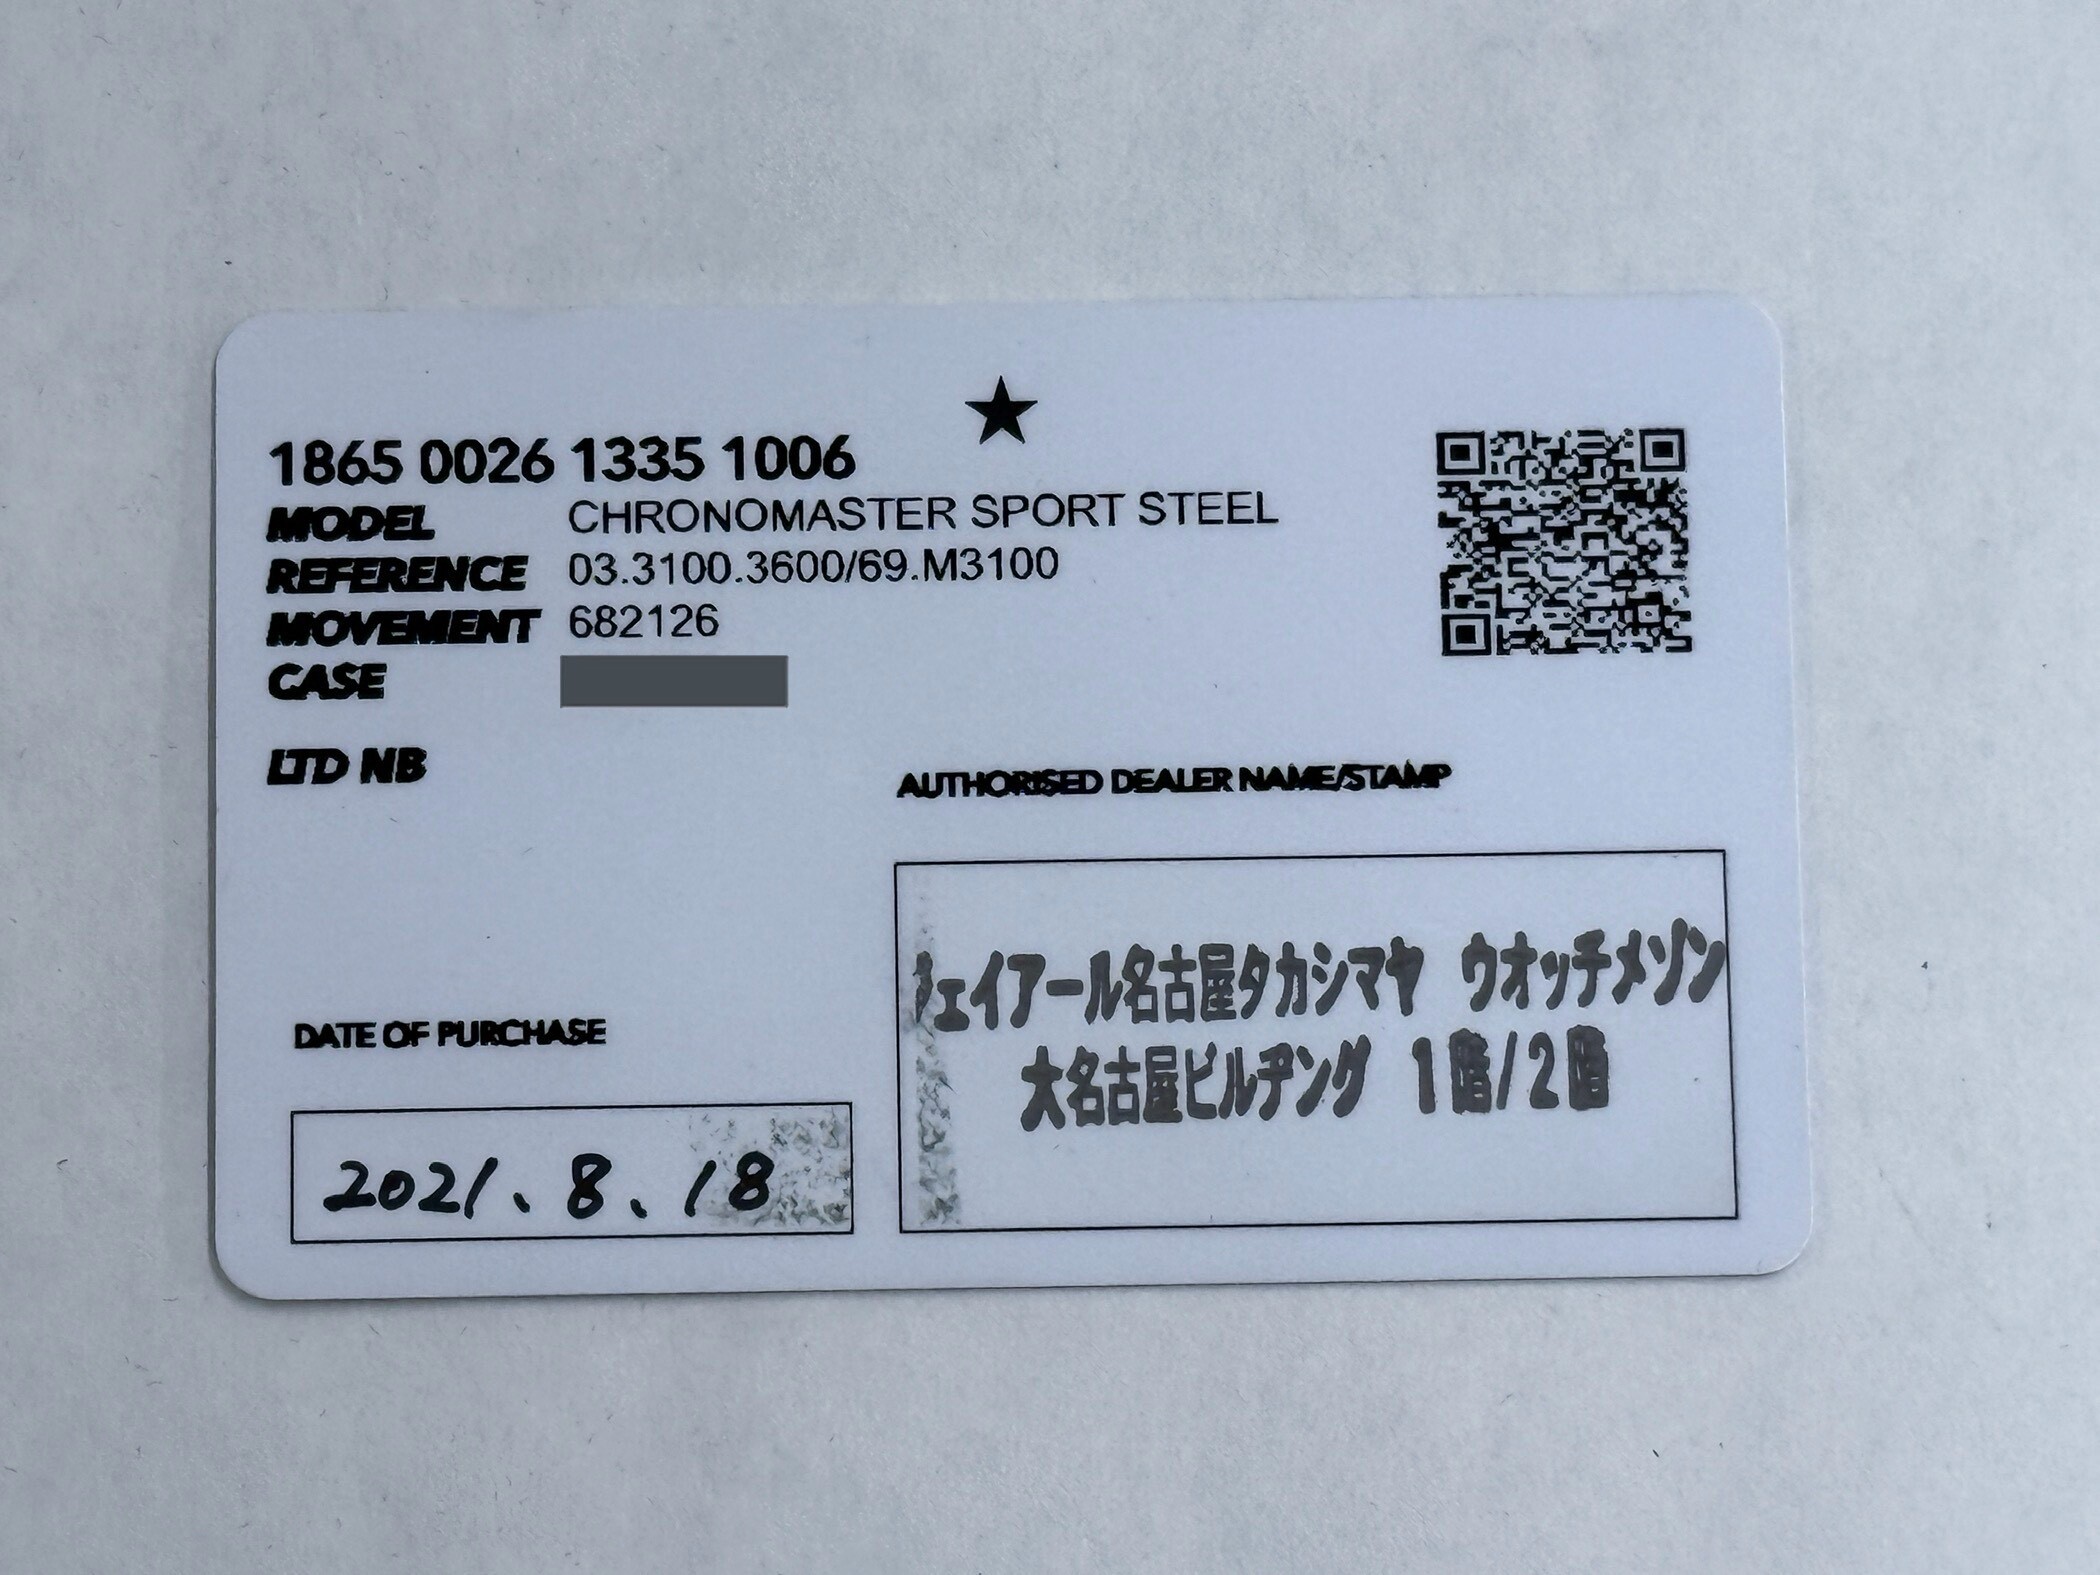 1865 0026 1335 1006
MODEL CHRONOMASTER SPORT STEEL
REFERENCE 03.3100.3600/69.M3100
MOVEMENT 682126
CASE
LTD NB
AUTHORISED DEALER NAME/STAMP
ジェイアール名古屋タカシマヤ ウオッチメゾン
大名古屋ビルヂング 1階/2階
DATE OF PURCHASE
2021.8.18